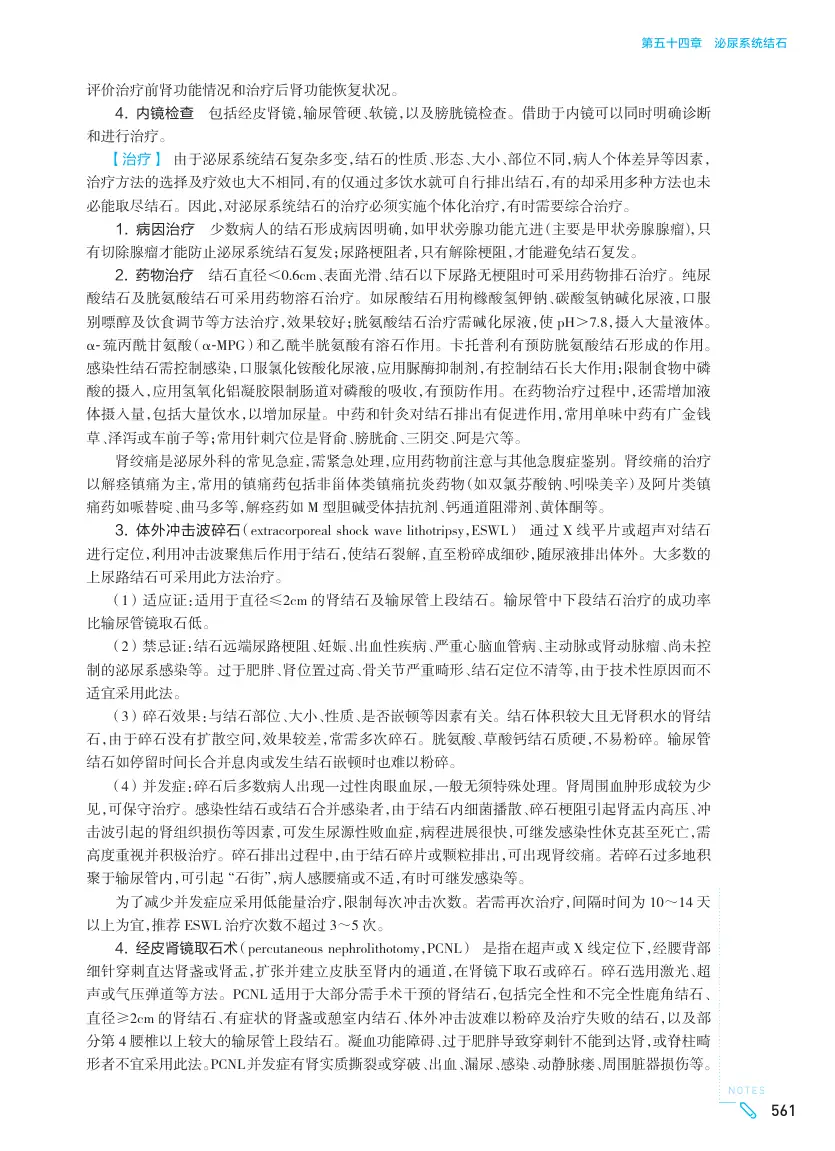 第五十四章 泌尿系统结石
评价治疗前肾功能情况和治疗后肾功能恢复状况。
4. 内镜检查 包括经皮肾镜,输尿管硬、软镜,以及膀胱镜检查。借助于内镜可以同时明确诊断
和进行治疗。
【治疗】 由于泌尿系统结石复杂多变,结石的性质、形态、大小、部位不同,病人个体差异等因素,
治疗方法的选择及疗效也大不相同,有的仅通过多饮水就可自行排出结石,有的却采用多种方法也未
必能取尽结石。因此,对泌尿系统结石的治疗必须实施个体化治疗,有时需要综合治疗。
1. 病因治疗 少数病人的结石形成病因明确,如甲状旁腺功能亢进(主要是甲状旁腺腺瘤),只
有切除腺瘤才能防止泌尿系统结石复发;尿路梗阻者,只有解除梗阻,才能避免结石复发。
2. 药物治疗 结石直径<0.6cm、表面光滑、结石以下尿路无梗阻时可采用药物排石治疗。纯尿
酸结石及胱氨酸结石可采用药物溶石治疗。如尿酸结石用枸橼酸氢钾钠、碳酸氢钠碱化尿液,口服
别嘌醇及饮食调节等方法治疗,效果较好;胱氨酸结石治疗需碱化尿液,使 pH>7.8,摄入大量液体。
α-巯丙酰甘氨酸(α-MPG)和乙酰半胱氨酸有溶石作用。卡托普利有预防胱氨酸结石形成的作用。
感染性结石需控制感染,口服氯化铵酸化尿液,应用脲酶抑制剂,有控制结石长大作用;限制食物中磷
酸的摄入,应用氢氧化铝凝胶限制肠道对磷酸的吸收,有预防作用。在药物治疗过程中,还需增加液
体摄入量,包括大量饮水,以增加尿量。中药和针灸对结石排出有促进作用,常用单味中药有广金钱
草、泽泻或车前子等;常用针刺穴位是肾俞、膀胱俞、三阴交、阿是穴等。
肾绞痛是泌尿外科的常见急症,需紧急处理,应用药物前注意与其他急腹症鉴别。肾绞痛的治疗
以解痉镇痛为主,常用的镇痛药包括非甾体类镇痛抗炎药物(如双氯芬酸钠、吲哚美辛)及阿片类镇
痛药如哌替啶、曲马多等,解痉药如 M 型胆碱受体拮抗剂、钙通道阻滞剂、黄体酮等。
3. 体外冲击波碎石(extracorporeal shock wave lithotripsy,ESWL) 通过 X 线平片或超声对结石
进行定位,利用冲击波聚焦后作用于结石,使结石裂解,直至粉碎成细砂,随尿液排出体外。大多数的
上尿路结石可采用此方法治疗。
(1)适应证:适用于直径≤2cm 的肾结石及输尿管上段结石。输尿管中下段结石治疗的成功率
比输尿管镜取石低。
(2)禁忌证:结石远端尿路梗阻、妊娠、出血性疾病、严重心脑血管病、主动脉或肾动脉瘤、尚未控
制的泌尿系感染等。过于肥胖、肾位置过高、骨关节严重畸形、结石定位不清等,由于技术性原因而不
适宜采用此法。
(3)碎石效果:与结石部位、大小、性质、是否嵌顿等因素有关。结石体积较大且无肾积水的肾结
石,由于碎石没有扩散空间,效果较差,常需多次碎石。胱氨酸、草酸钙结石质硬,不易粉碎。输尿管
结石如停留时间长合并息肉或发生结石嵌顿时也难以粉碎。
(4)并发症:碎石后多数病人出现一过性肉眼血尿,一般无须特殊处理。肾周围血肿形成较为少
见,可保守治疗。感染性结石或结石合并感染者,由于结石内细菌播散、碎石梗阻引起肾盂内高压、冲
击波引起的肾组织损伤等因素,可发生尿源性败血症,病程进展很快,可继发感染性休克甚至死亡,需
高度重视并积极治疗。碎石排出过程中,由于结石碎片或颗粒排出,可出现肾绞痛。若碎石过多地积
聚于输尿管内,可引起“石街”,病人感腰痛或不适,有时可继发感染等。
为了减少并发症应采用低能量治疗,限制每次冲击次数。若需再次治疗,间隔时间为 10~14 天
以上为宜,推荐 ESWL 治疗次数不超过 3~5 次。
4. 经皮肾镜取石术(percutaneous nephrolithotomy,PCNL) 是指在超声或 X 线定位下,经腰背部
细针穿刺直达肾盏或肾盂,扩张并建立皮肤至肾内的通道,在肾镜下取石或碎石。碎石选用激光、超
声或气压弹道等方法。PCNL 适用于大部分需手术干预的肾结石,包括完全性和不完全性鹿角结石、
直径≥2cm 的肾结石、有症状的肾盏或憩室内结石、体外冲击波难以粉碎及治疗失败的结石,以及部
分第 4 腰椎以上较大的输尿管上段结石。凝血功能障碍、过于肥胖导致穿刺针不能到达肾,或脊柱畸
形者不宜采用此法。PCNL并发症有肾实质撕裂或穿破、出血、漏尿、感染、动静脉瘘、周围脏器损伤等。
NOTES
561